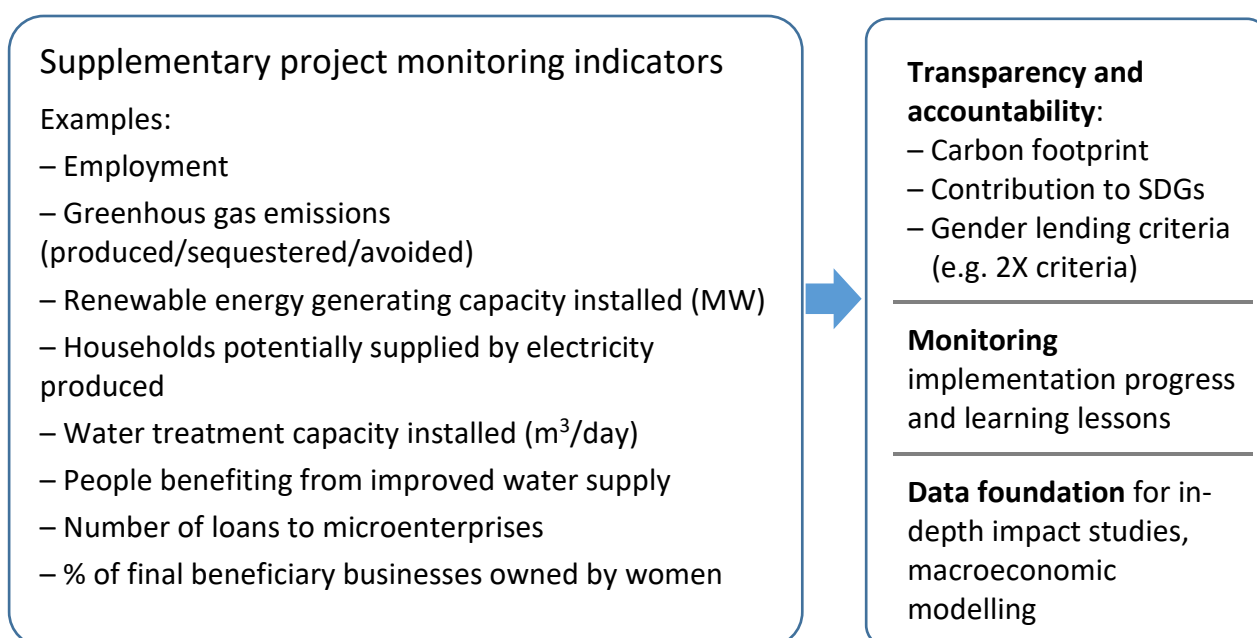 Supplementary project monitoring indicators
Examples:
– Employment
– Greenhous gas emissions
(produced/sequestered/avoided)
– Renewable energy generating capacity installed (MW)
– Households potentially supplied by electricity
produced
– Water treatment capacity installed (m³/day)
– People benefiting from improved water supply
– Number of loans to microenterprises
– % of final beneficiary businesses owned by women
Transparency and
accountability:
– Carbon footprint
– Contribution to SDGs
– Gender lending criteria
(e.g. 2X criteria)
Monitoring
implementation progress
and learning lessons
Data foundation for in-
depth impact studies,
macroeconomic
modelling